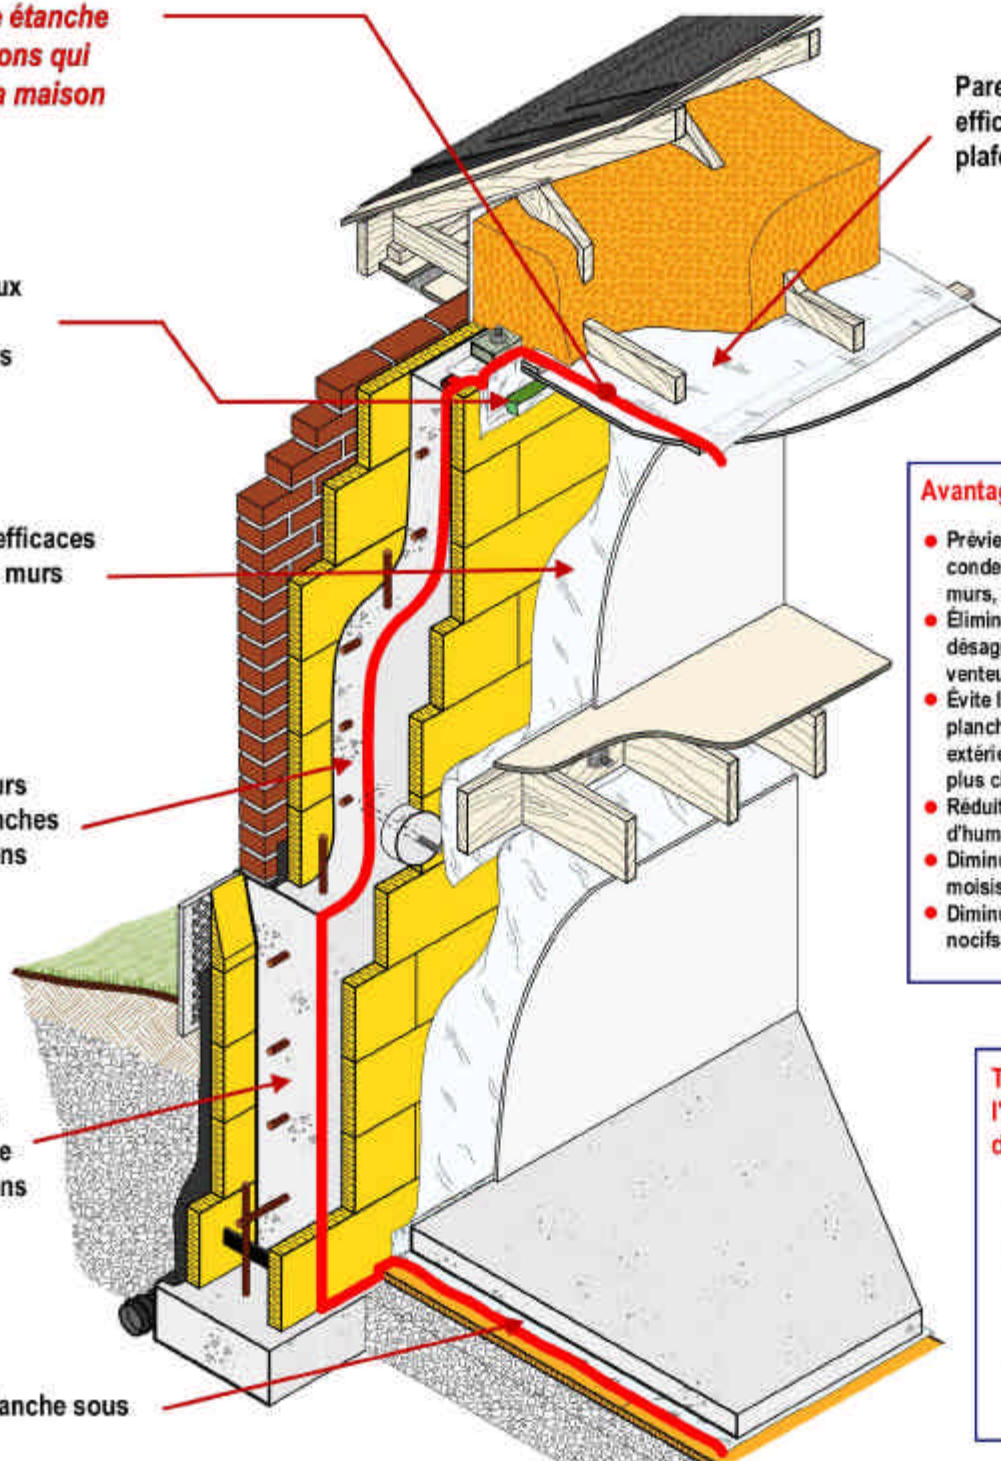 étanche
ons qui
a maison
Pare
effic
plafo
ux
s
efficaces
murs
urs
nches
ns
e
ns
anche sous
Avantag
Prévie
conde
murs,
Élimin
désag
venteu
Évite l
planch
extérie
plus c
Réduit
d'hum
Diminu
moisis
Diminu
nocifs
T
l'
d